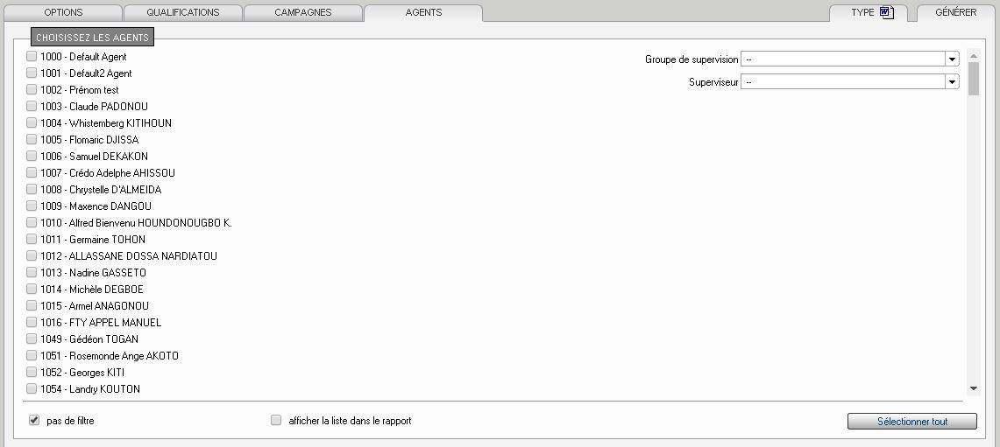 OPTIONS QUALIFICATIONS CAMPAGNES AGENTS TYPE GÉNÉRER
CHOISISSEZ LES AGENTS
1000 - Default Agent
Groupe de supervision --
1001 - Default2 Agent
Superviseur --
1002 - Prénom test
1003 - Claude PADONOU
1004 - Whistemberg KITIHOUN
1005 - Flomaric DJISSA
1006 - Samuel DEKAKON
1007 - Crédo Adelphe AHISSOU
1008 - Chrystelle D'ALMEIDA
1009 - Maxence DANGOU
1010 - Alfred Bienvenu HOUNDONOUGBO K.
1011 - Germaine TOHON
1012 - ALLASSANE DOSSA NARDIATOU
1013 - Nadine GASSETO
1014 - Michèle DEGBOE
1015 - Armel ANAGONOU
1016 - FTY APPEL MANUEL
1049 - Gédéon TOGAN
1051 - Rosemonde Ange AKOTO
1052 - Georges KITI
1054 - Landry KOUTON
pas de filtre afficher la liste dans le rapport Sélectionner tout